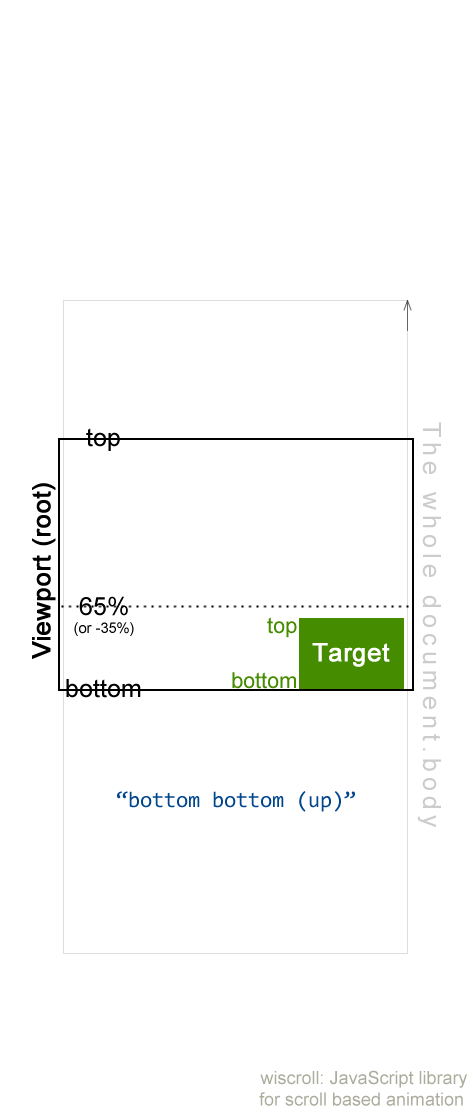 top
The whole document.body
Viewport (root)
65%
(or -35%)
top
Target
bottom
bottom
“bottom bottom (up)”
wiscroll: JavaScript library
for scroll based animation